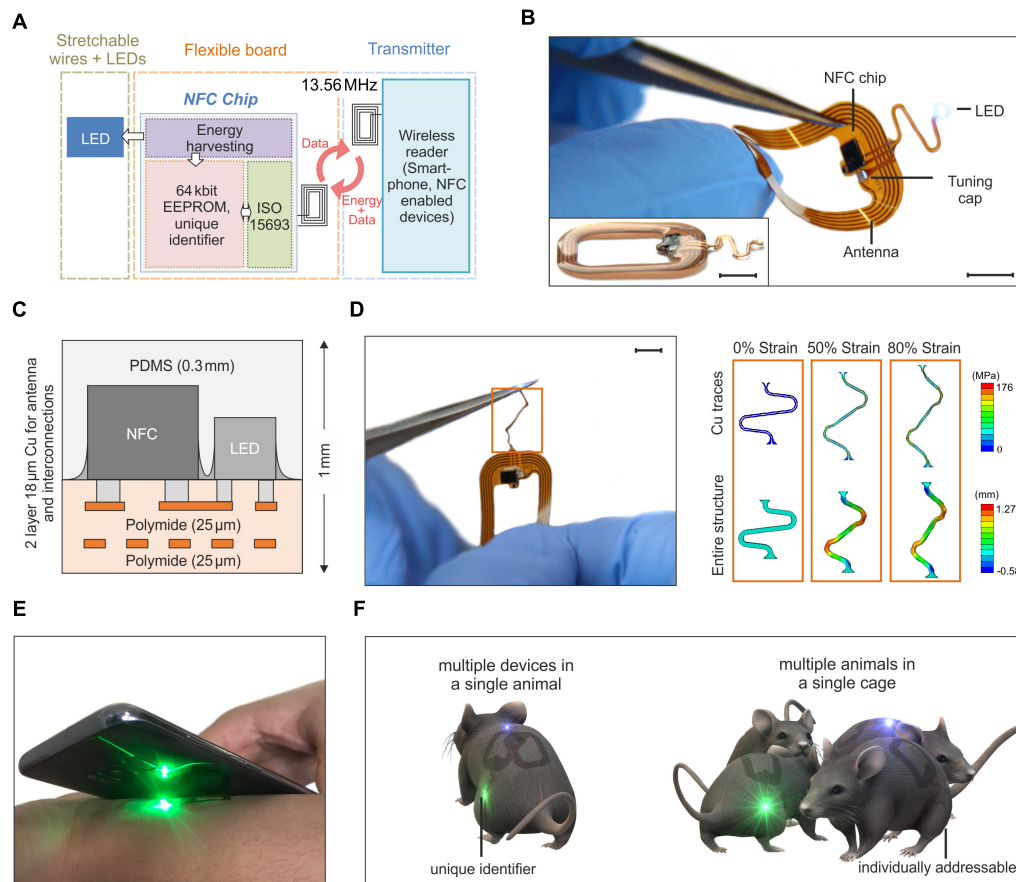 A
Stretchable
wires + LEDs
Flexible board
Transmitter
13.56 MHz
NFC Chip
LED
Energy
harvesting
64 kbit
EEPROM,
unique
identifier
ISO
15693
Data
Energy
+
Data
Wireless
reader
(Smart-
phone, NFC
enabled
devices)
B
NFC chip
LED
Tuning
cap
Antenna
C
2 layer 18 µm Cu for antenna
and interconnections
PDMS (0.3 mm)
NFC
LED
1 mm
Polymide (25 µm)
Polymide (25 µm)
D
0% Strain
50% Strain
80% Strain
Cu traces
(MPa)
176
0
Entire structure
(mm)
1.27
-0.58
E
F
multiple devices in
a single animal
unique identifier
multiple animals in
a single cage
individually addressable